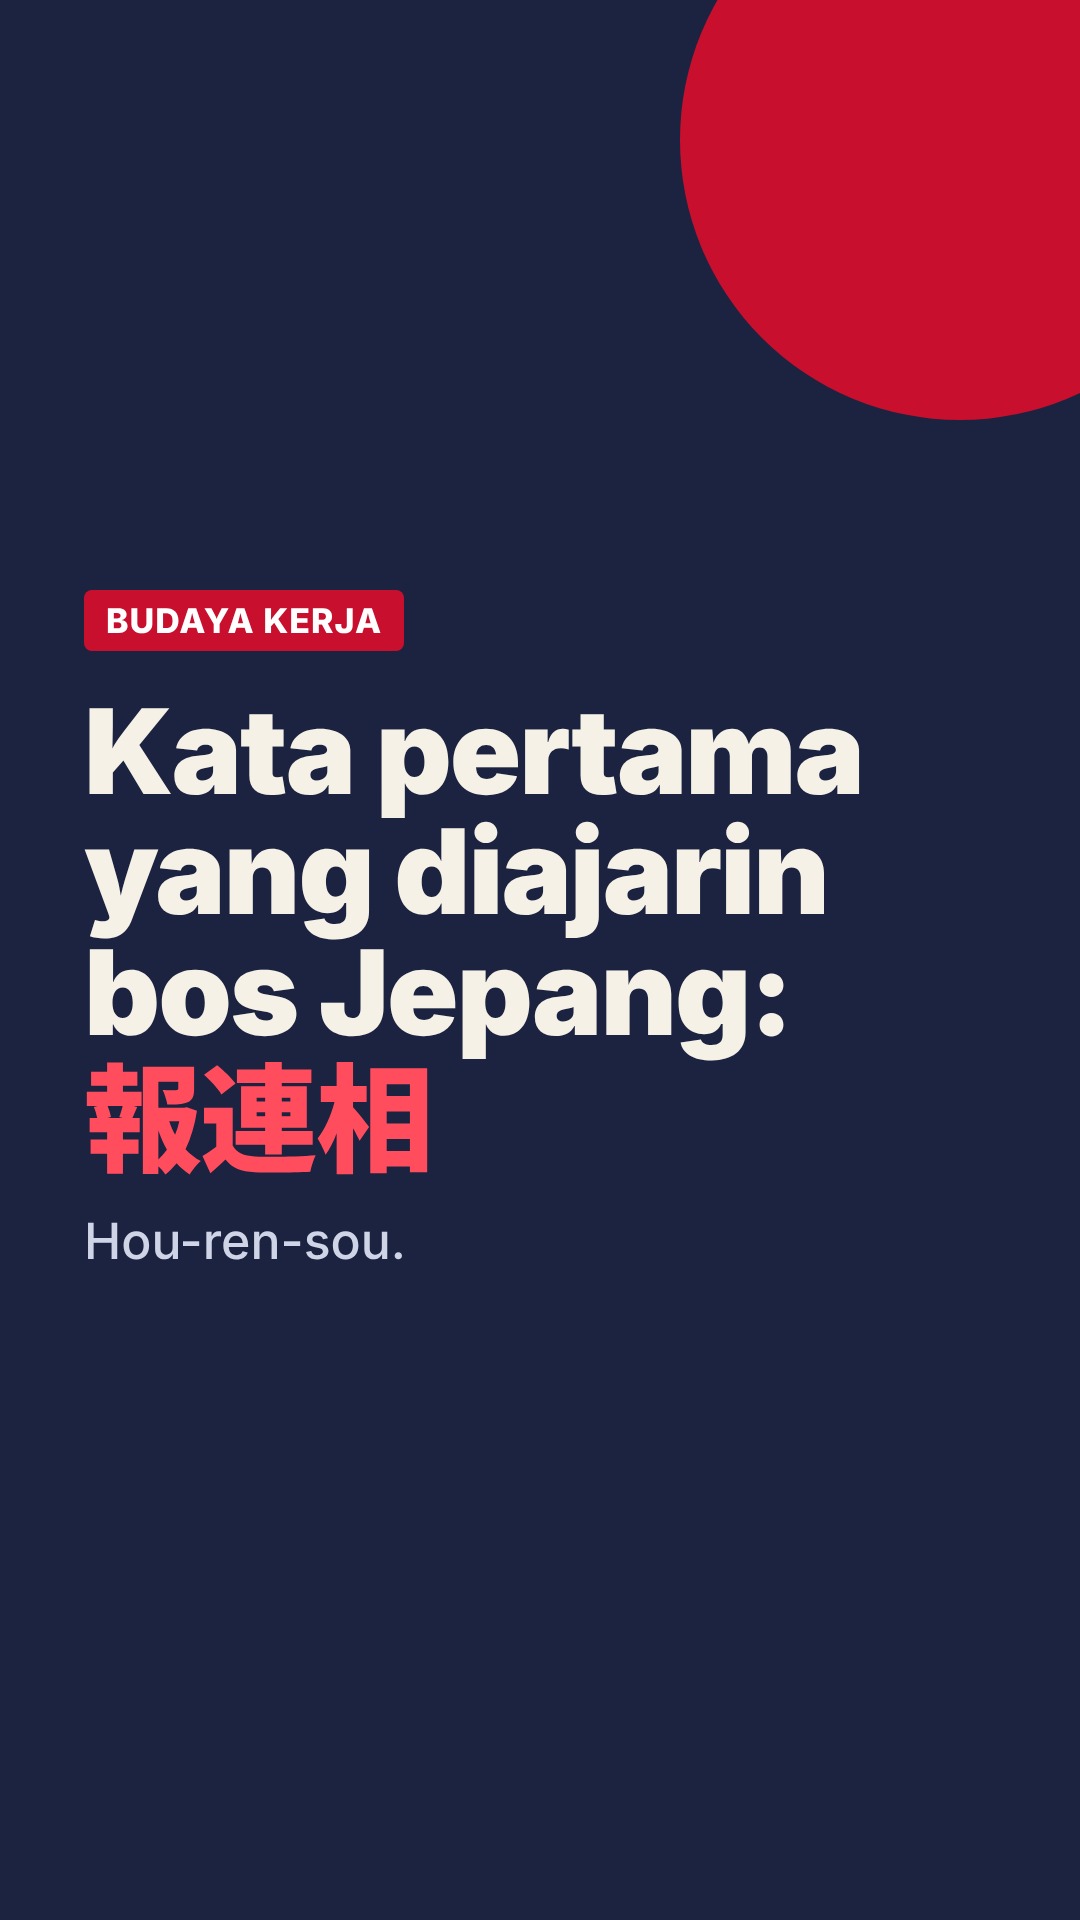 BUDAYA KERJA
Kata pertama
yang diajarin
bos Jepang:
報連相
Hou-ren-sou.